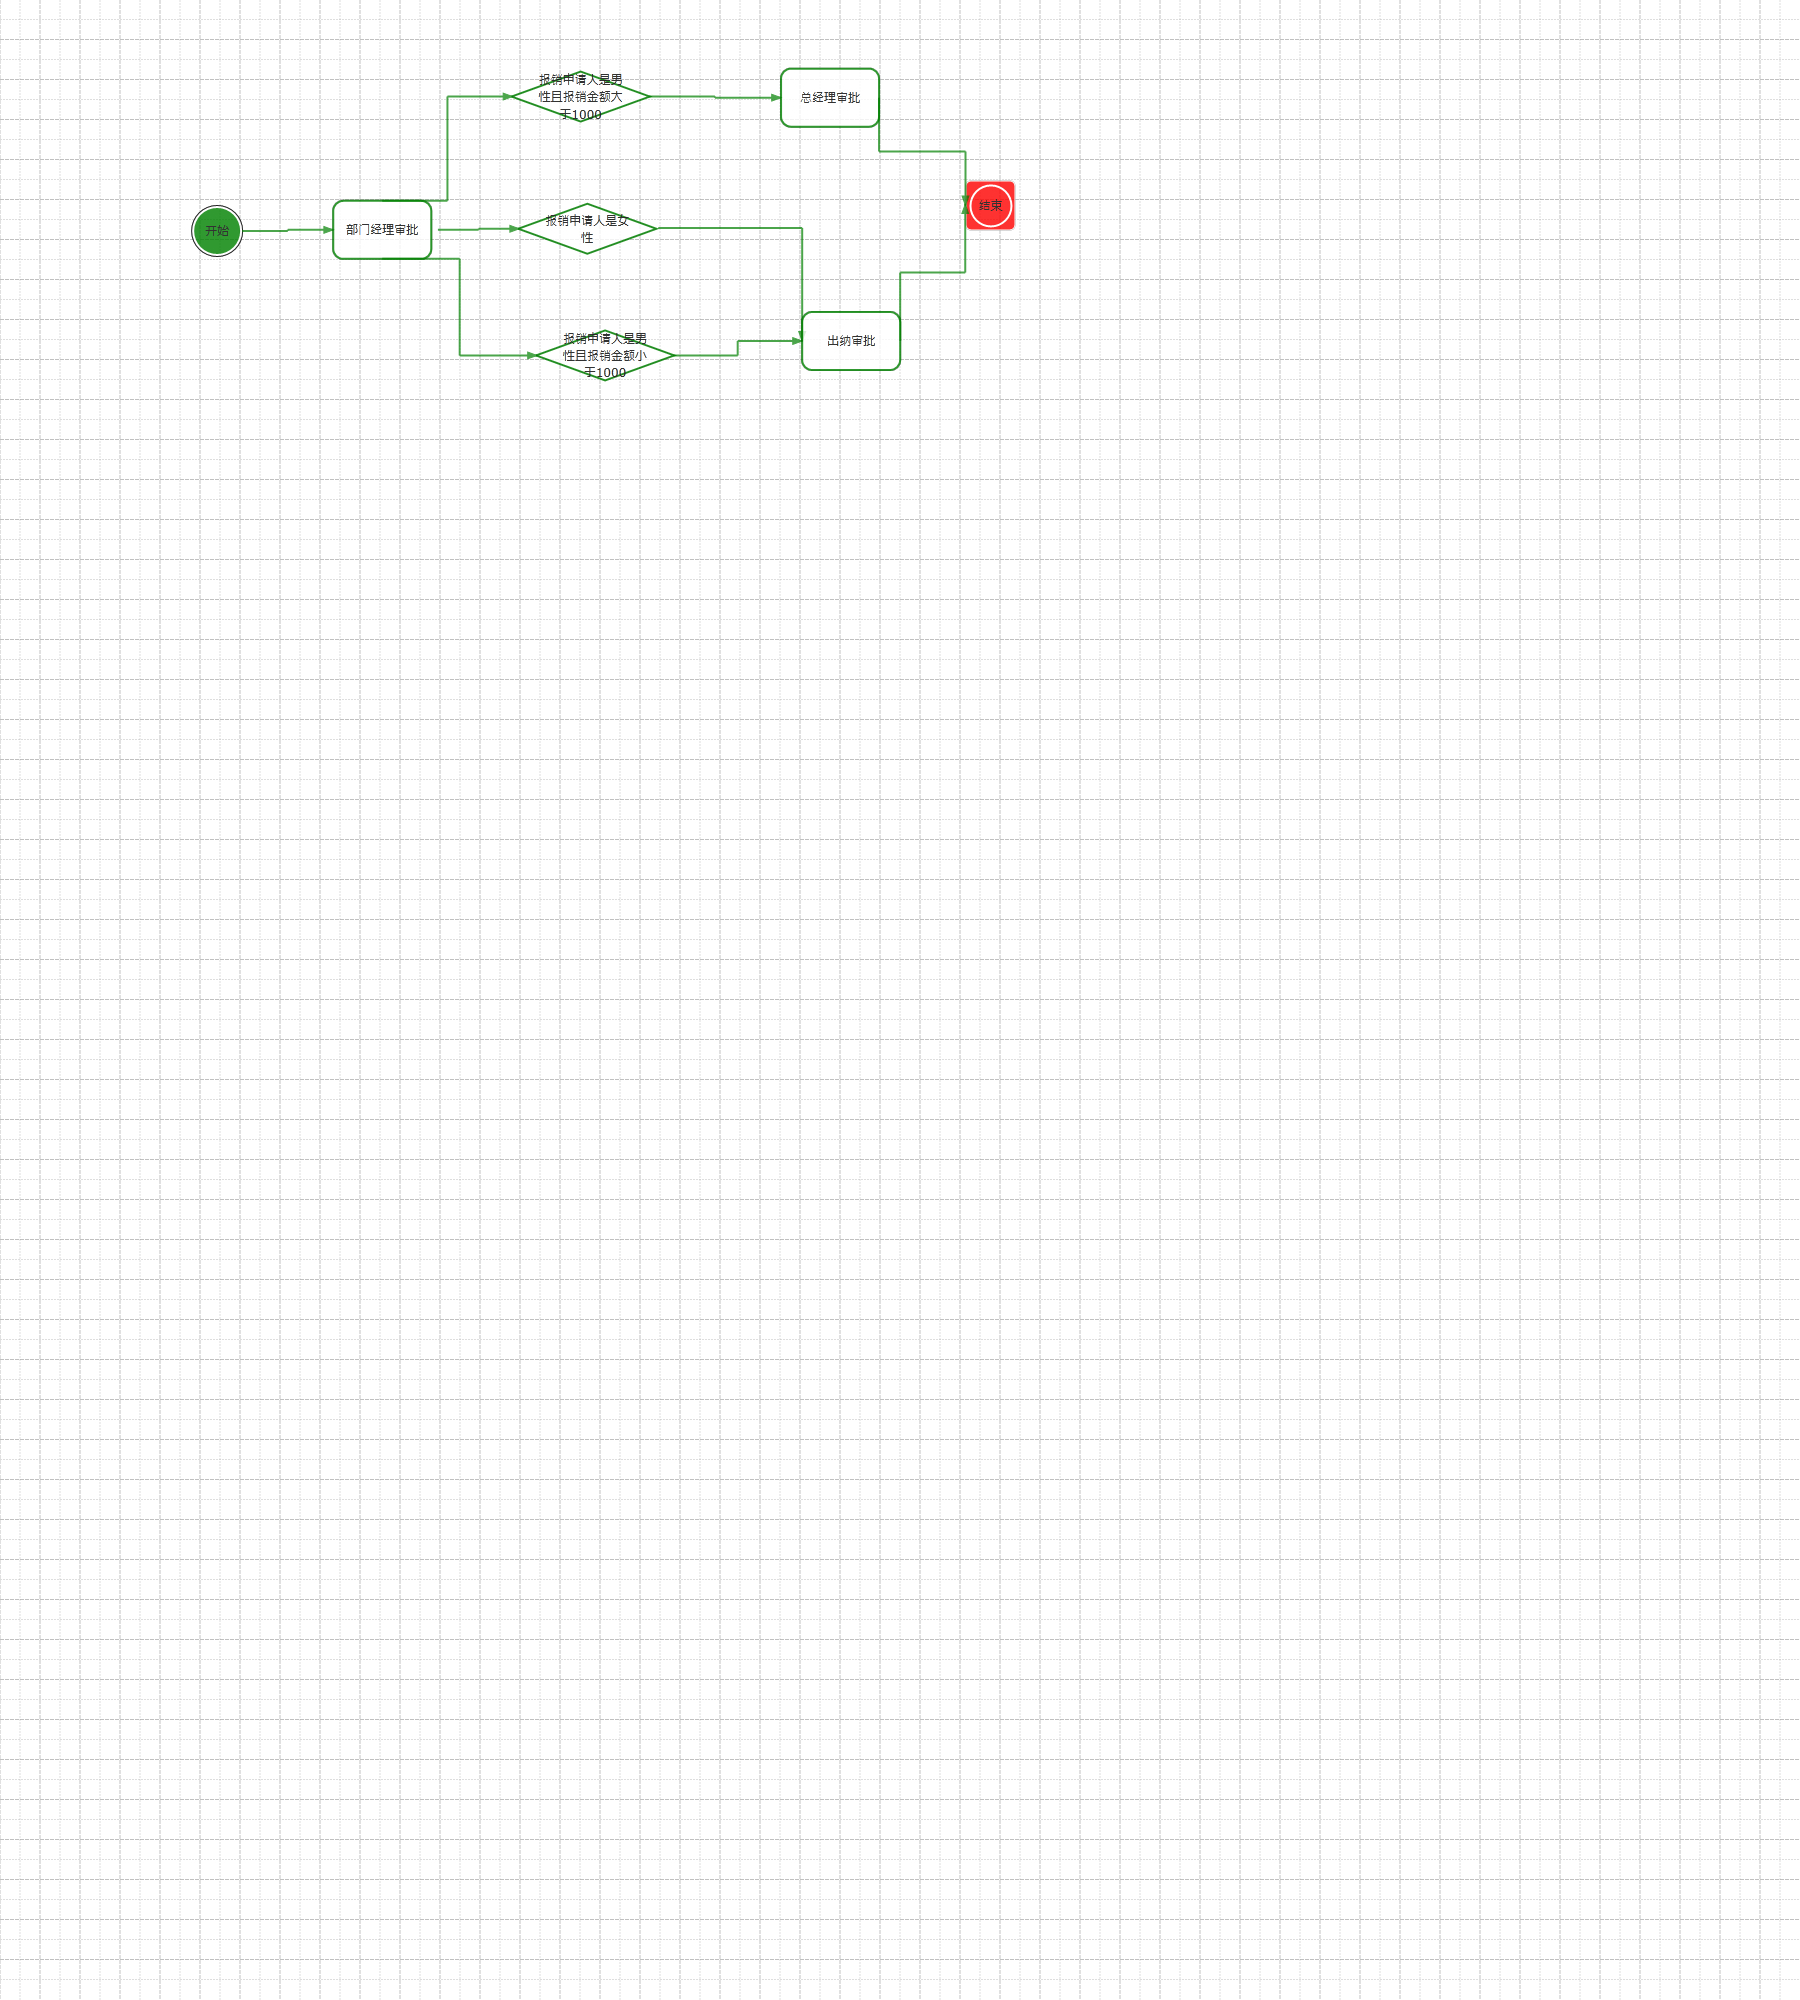 报销申请人是男
性且报销金额大
于1000
总经理审批
结束
开始
部门经理审批
报销申请人是女
性
报销申请人是男
性且报销金额小
于1000
出纳审批